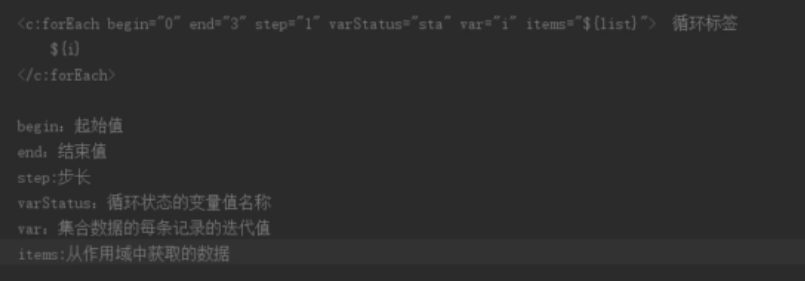 <c:forEach begin="0" end="3" step="1" varStatus="sta" var="i" items="${list}"> 循环标签
${i}
</c:forEach>
begin：起始值
end：结束值
step:步长
varStatus：循环状态的变量值名称
var：集合数据的每条记录的迭代值
items:从作用域中获取的数据